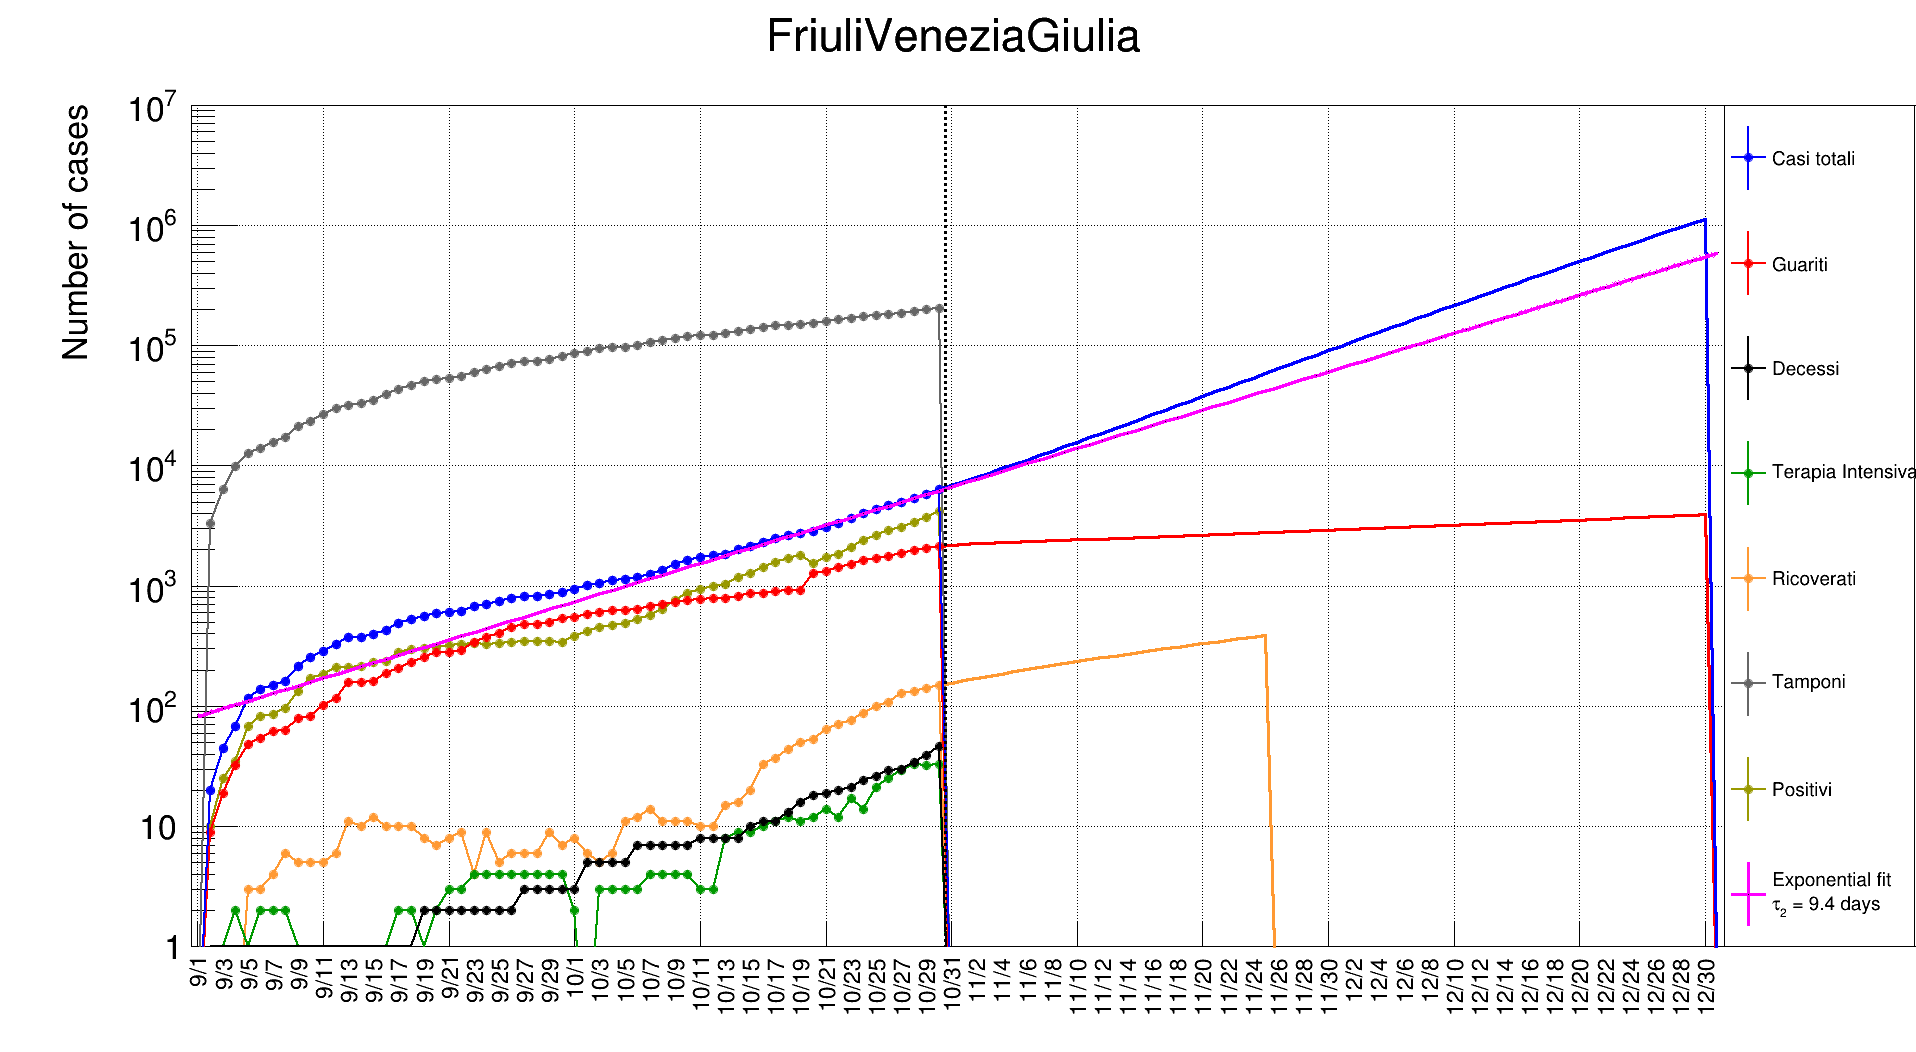 FriuliVeneziaGiulia
Number of cases
10^7
10^6
10^5
10^4
10^3
10^2
10
1
9/1 9/3 9/5 9/7 9/9 9/11 9/13 9/15 9/17 9/19 9/21 9/23 9/25 9/27 9/29 10/1 10/3 10/5 10/7 10/9 10/11 10/13 10/15 10/17 10/19 10/21 10/23 10/25 10/27 10/29 10/31 11/2 11/4 11/6 11/8 11/10 11/12 11/14 11/16 11/18 11/20 11/22 11/24 11/26 11/28 11/30 12/2 12/4 12/6 12/8 12/10 12/12 12/14 12/16 12/18 12/20 12/22 12/24 12/26 12/28 12/30
Casi totali
Guariti
Decessi
Terapia Intensiva
Ricoverati
Tamponi
Positivi
Exponential fit
τ₂ = 9.4 days